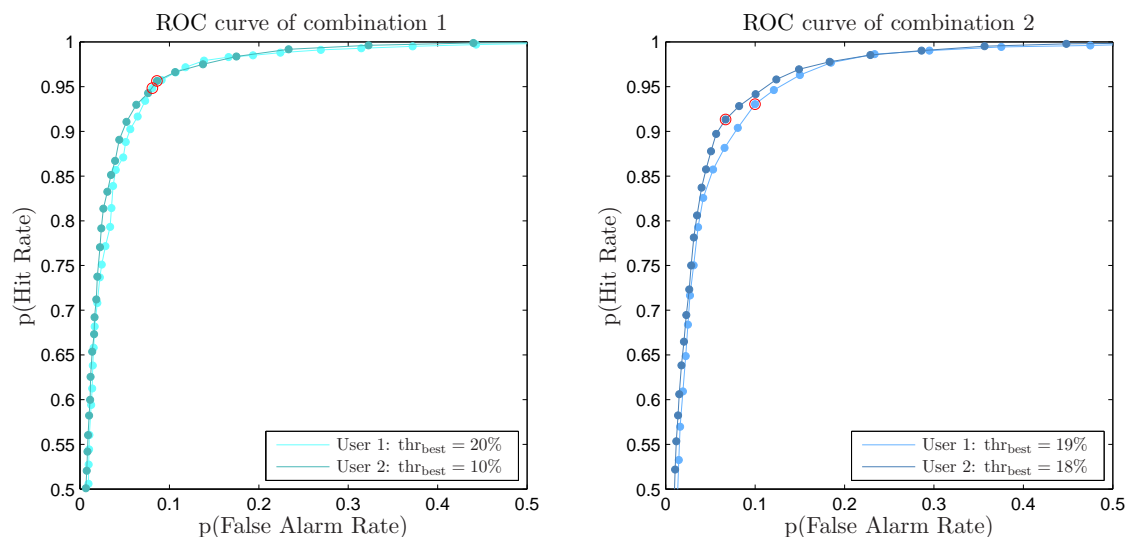 ROC curve of combination 1
1
0.95
0.9
0.85
0.8
0.75
0.7
0.65
0.6
0.55
0.5
p(Hit Rate)
User 1: thr_best = 20%
User 2: thr_best = 10%
0 0.1 0.2 0.3 0.4 0.5
p(False Alarm Rate)
ROC curve of combination 2
1
0.95
0.9
0.85
0.8
0.75
0.7
0.65
0.6
0.55
0.5
p(Hit Rate)
User 1: thr_best = 19%
User 2: thr_best = 18%
0 0.1 0.2 0.3 0.4 0.5
p(False Alarm Rate)